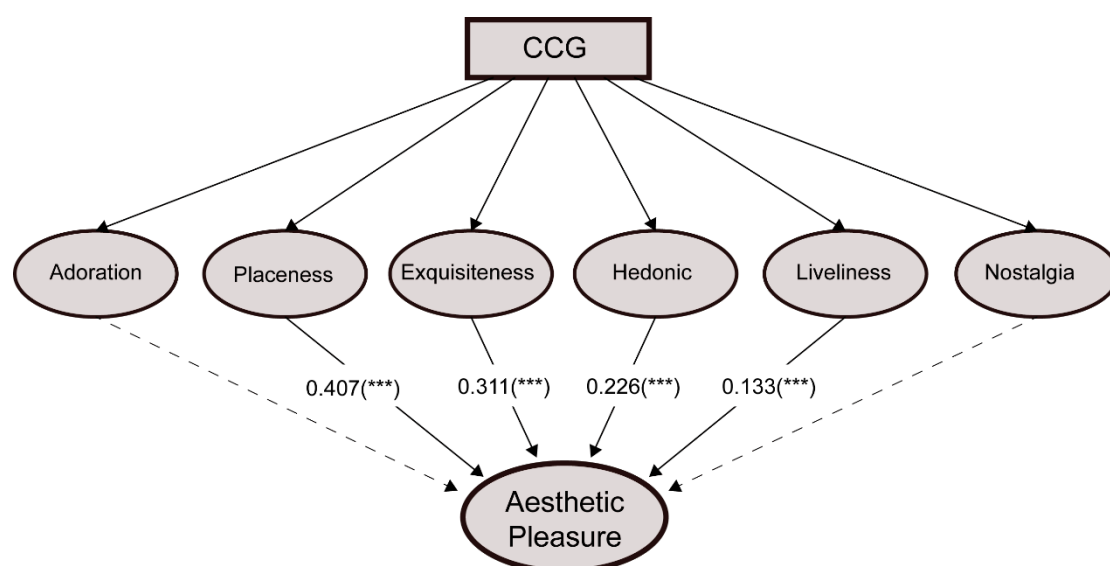 CCG
Adoration
Placeness
Exquisiteness
Hedonic
Liveliness
Nostalgia
0.407(***)
0.311(***)
0.226(***)
0.133(***)
Aesthetic
Pleasure